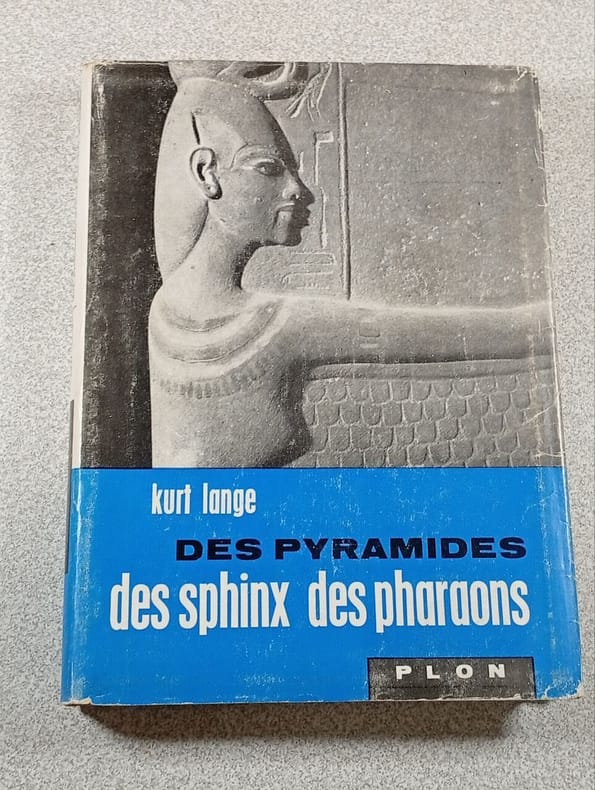 kurt lange
DES PYRAMIDES
des sphinx des pharaons
PLON